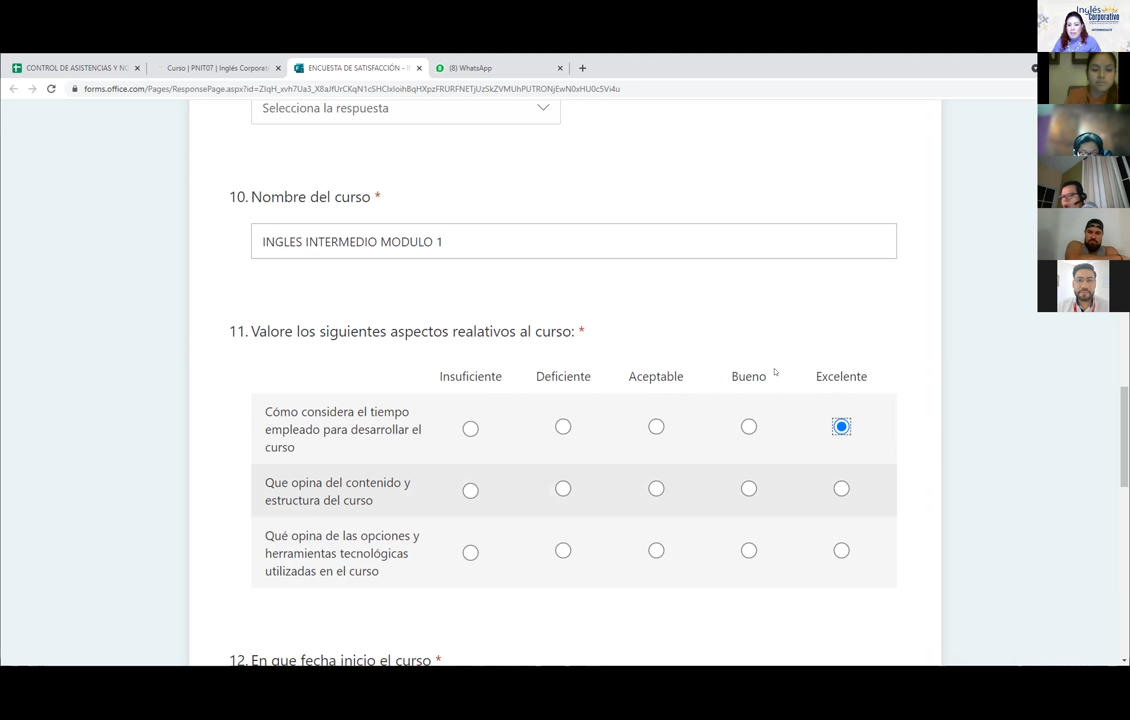 Inglés
Corporativo
INTERMEDIATE
CONTROL DE ASISTENCIAS Y NO
Curso | PNIT07 | Inglés Corporat
ENCUESTA DE SATISFACCIÓN – I
(8) WhatsApp
forms.office.com/Pages/ResponsePage.aspx?id=
Selecciona la respuesta
10. Nombre del curso *
INGLES INTERMEDIO MODULO 1
11. Valore los siguientes aspectos realativos al curso: *
Insuficiente Deficiente Aceptable Bueno Excelente
Cómo considera el tiempo
empleado para desarrollar el
curso
Que opina del contenido y
estructura del curso
Qué opina de las opciones y
herramientas tecnológicas
utilizadas en el curso
12. En que fecha inicio el curso *